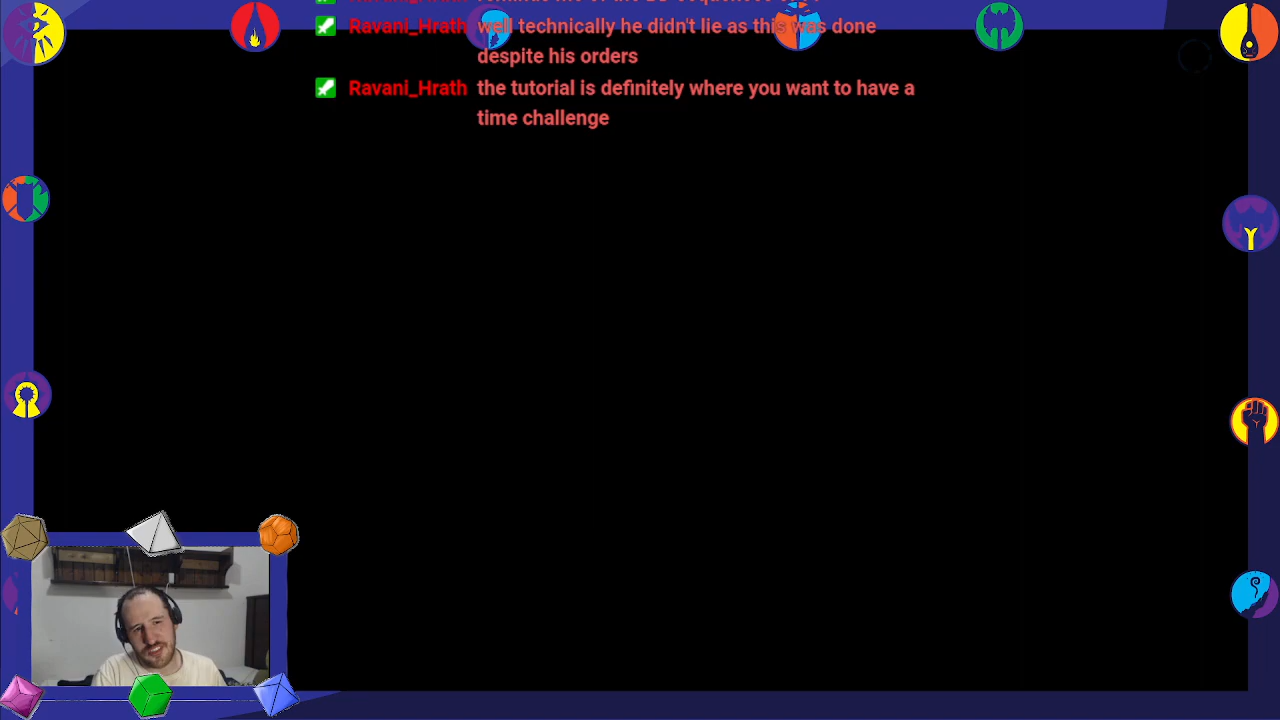 Ravani_Hrath well technically he didn't lie as this was done
despite his orders
Ravani_Hrath the tutorial is definitely where you want to have a
time challenge